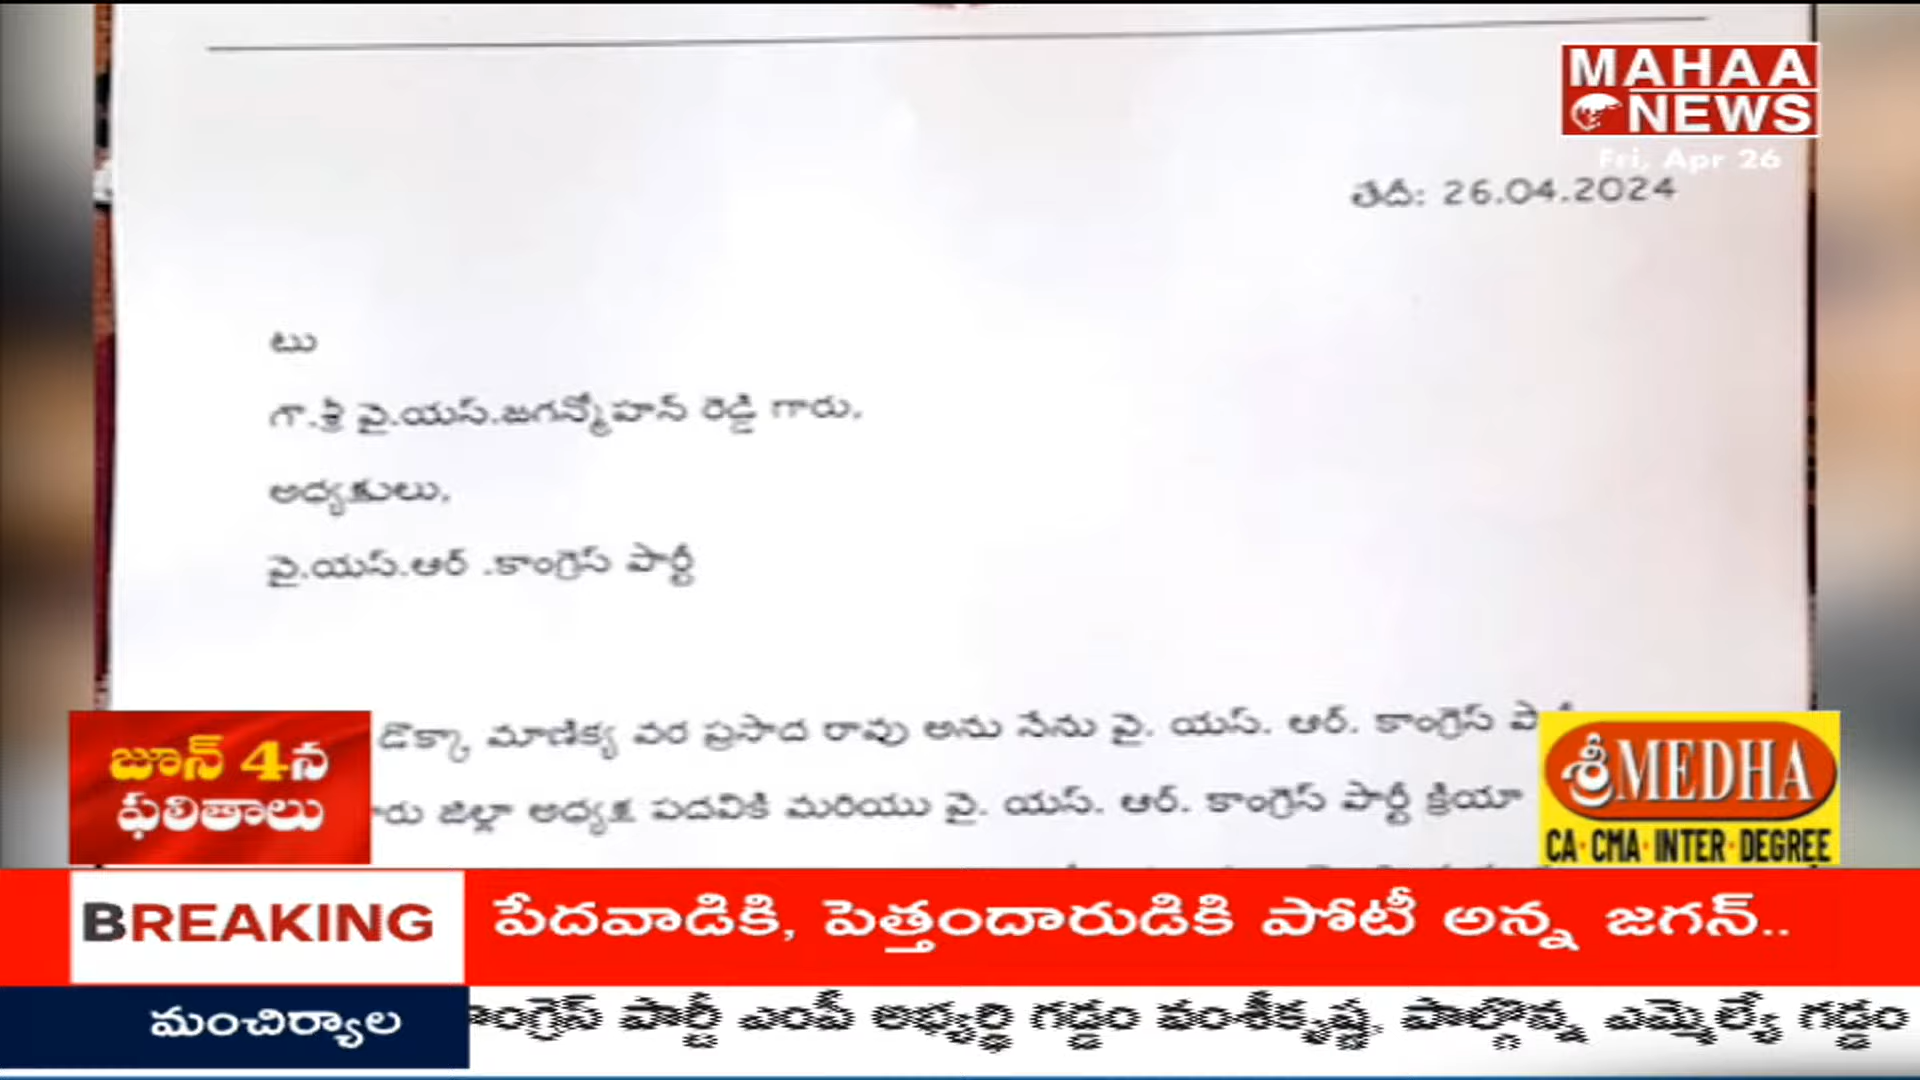 MAHAA
NEWS
Fri, Apr 26
తేదీ: 26.04.2024
టు
గౌ.శ్రీ వై.యస్.జగన్మోహన్ రెడ్డి గారు,
అధ్యక్షులు,
వై.యస్.ఆర్ .కాంగ్రెస్ పార్టీ
డొక్కా మాణిక్య వర ప్రసాద రావు అను నేను వై. యస్. ఆర్. కాంగ్రెస్
జిల్లా అధ్యక్ష పదవికి మరియు వై. యస్. ఆర్. కాంగ్రెస్ పార్టీ క్రియా
జూన్ 4న
ఫలితాలు
శ్రీ MEDHA
CA·CMA·INTER·DEGREE
BREAKING
పేదవాడికి, పెత్తందారుడికి పోటీ అన్న జగన్..
మంచిర్యాల
పార్టీ ఎంపీ అభ్యర్థి గడ్డం వంశీకృష్ణ పాల్గొన్న ఎమ్మెల్యే గడ్డం